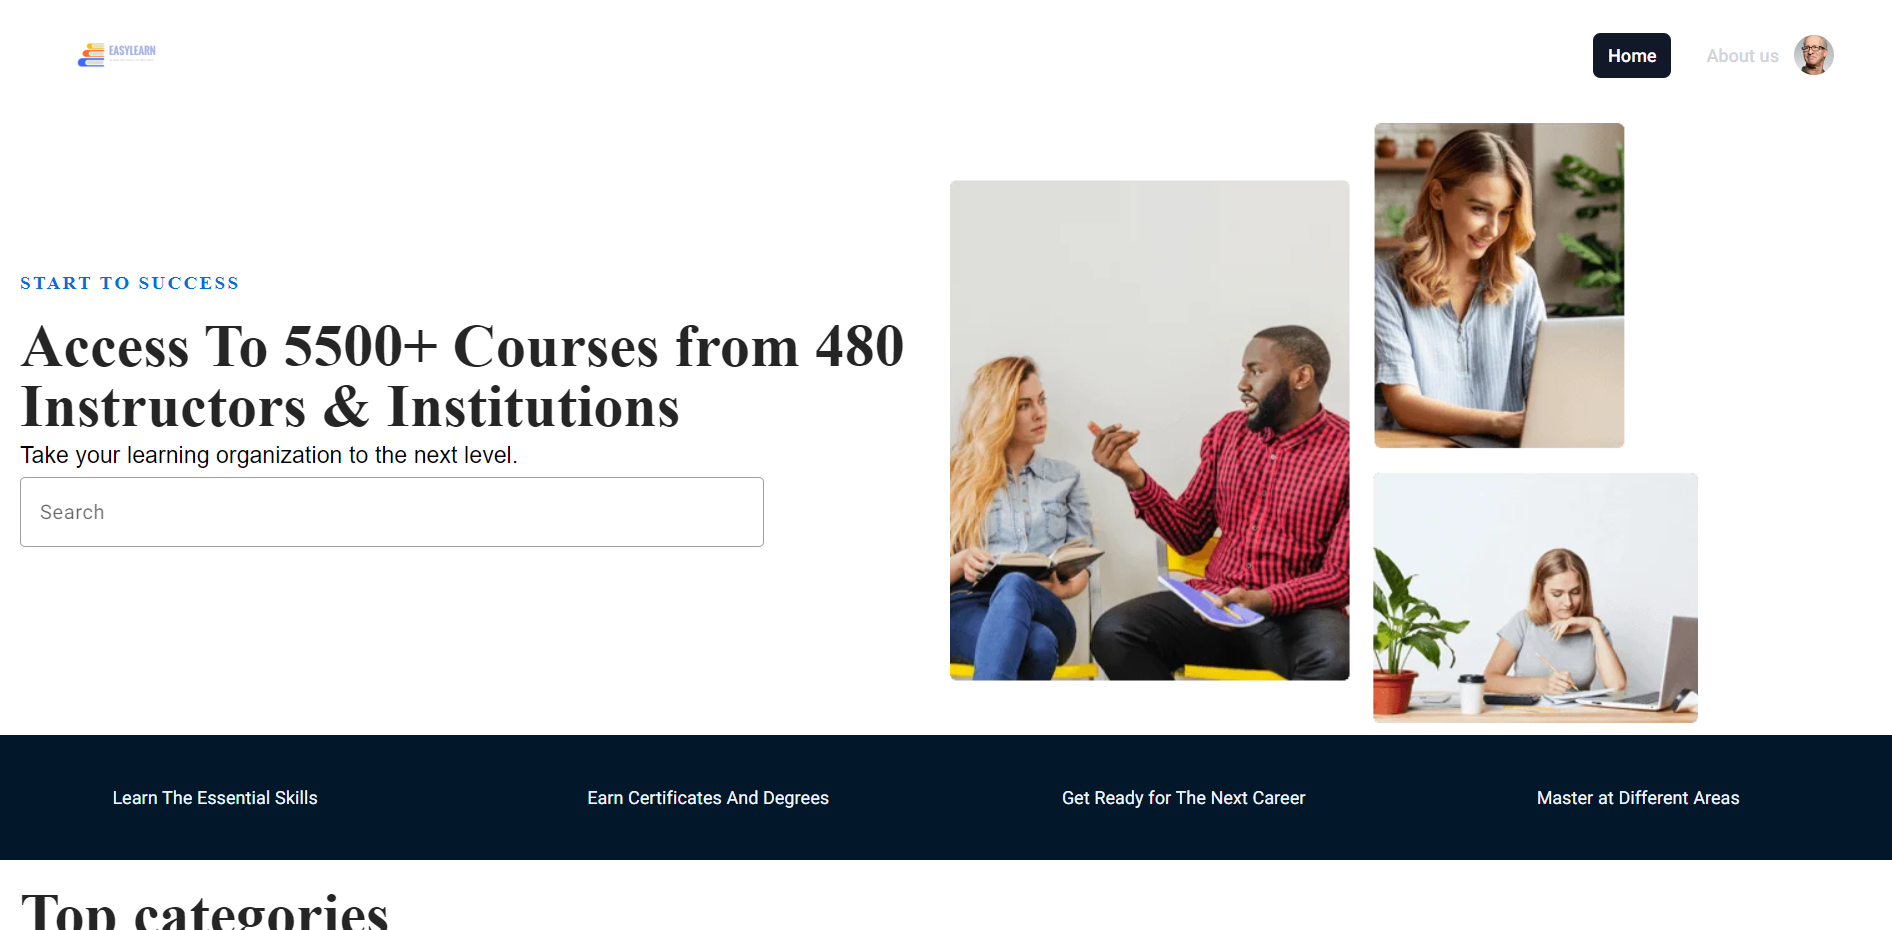 EASYLEARN
Home
About us
START TO SUCCESS
Access To 5500+ Courses from 480
Instructors & Institutions
Take your learning organization to the next level.
Search
Learn The Essential Skills
Earn Certificates And Degrees
Get Ready for The Next Career
Master at Different Areas
Top categories